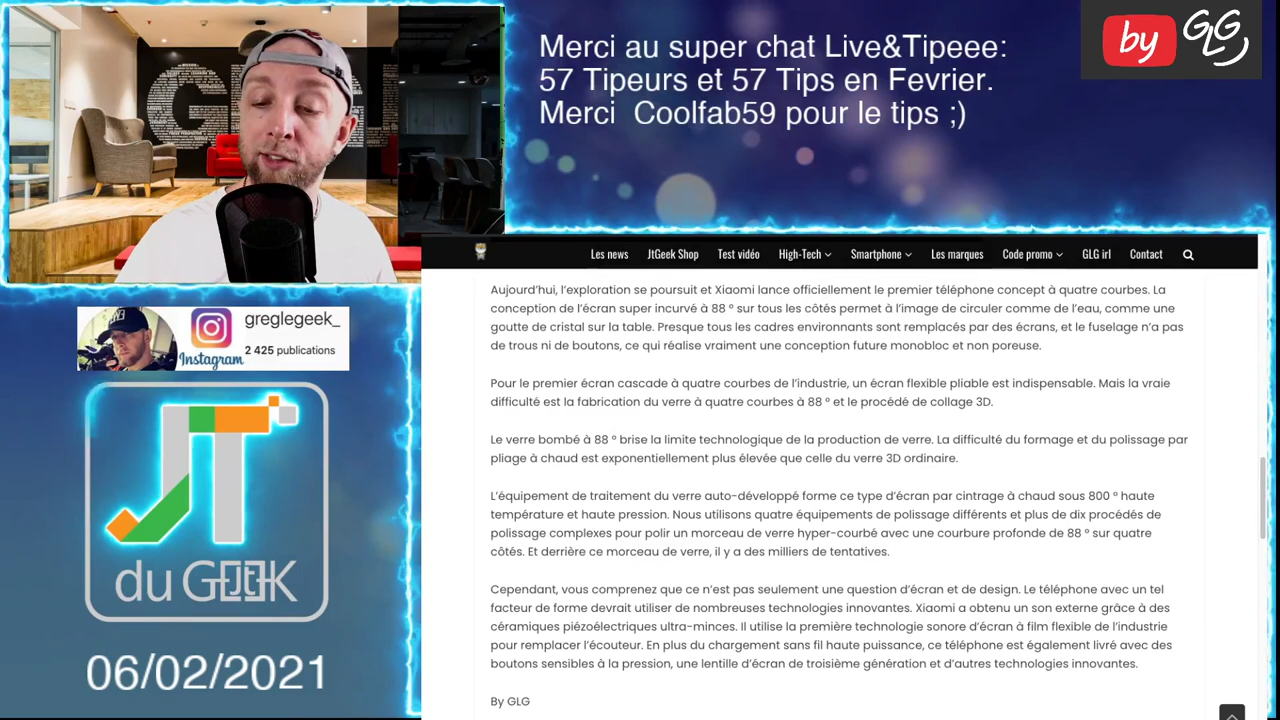 Merci au super chat Live&Tipeee:
57 Tipeurs et 57 Tips en Fevrier.
Merci Coolfab59 pour le tips ;)
by GLG
Les news JtGeek Shop Test vidéo High-Tech Smartphone Les marques Code promo GLG irl Contact
Aujourd’hui, l’exploration se poursuit et Xiaomi lance officiellement le premier téléphone concept à quatre courbes. La
conception de l’écran super incurvé à 88 ° sur tous les côtés permet à l’image de circuler comme de l’eau, comme une
goutte de cristal sur la table. Presque tous les cadres environnants sont remplacés par des écrans, et le fuselage n’a pas
de trous ni de boutons, ce qui réalise vraiment une conception future monobloc et non poreuse.
Pour le premier écran cascade à quatre courbes de l’industrie, un écran flexible pliable est indispensable. Mais la vraie
difficulté est la fabrication du verre à quatre courbes à 88 ° et le procédé de collage 3D.
Le verre bombé à 88 ° brise la limite technologique de la production de verre. La difficulté du formage et du polissage par
pliage à chaud est exponentiellement plus élevée que celle du verre 3D ordinaire.
L’équipement de traitement du verre auto-développé forme ce type d’écran par cintrage à chaud sous 800 ° haute
température et haute pression. Nous utilisons quatre équipements de polissage différents et plus de dix procédés de
polissage complexes pour polir un morceau de verre hyper-courbé avec une courbure profonde de 88 ° sur quatre
côtés. Et derrière ce morceau de verre, il y a des milliers de tentatives.
Cependant, vous comprenez que ce n’est pas seulement une question d’écran et de design. Le téléphone avec un tel
facteur de forme devrait utiliser de nombreuses technologies innovantes. Xiaomi a obtenu un son externe grâce à des
céramiques piézoélectriques ultra-minces. Il utilise la première technologie sonore d’écran à film flexible de l’industrie
pour remplacer l’écouteur. En plus du chargement sans fil haute puissance, ce téléphone est également livré avec des
boutons sensibles à la pression, une lentille d’écran de troisième génération et d’autres technologies innovantes.
By GLG
greglegeek_
2 425 publications
Instagram
JT
du GEEK
06/02/2021